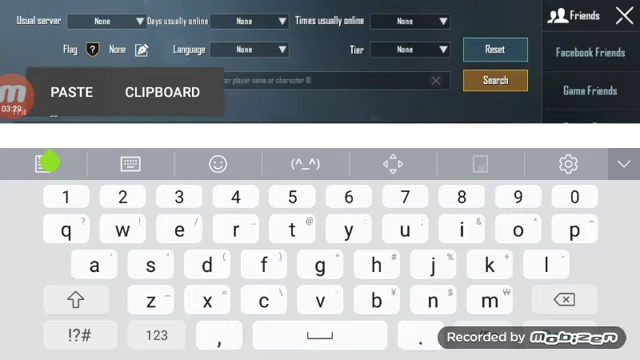 Usual server None Days usually online None Times usually online None Friends
Flag ? None Language None Tier None Reset Facebook Friends
er player name or character ID Search Game Friends
PASTE CLIPBOARD
03:29
(^_^)
1 2 3 4 5 6 7 8 9 0
q ? w ! e r t @ y ; u i & o p ~
a s d ( f ) g * h # j % k + l -
z x c < v b ¥ n $ m ₩
!?# 123 , .
Recorded by mobizen